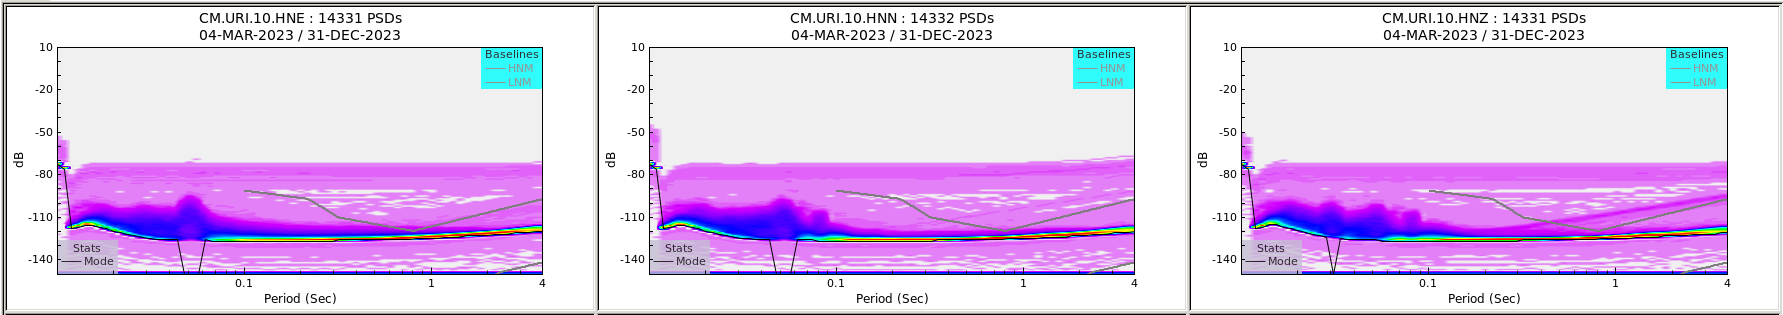 CM.URI.10.HNE : 14331 PSDs
04-MAR-2023 / 31-DEC-2023
10
-20
-50
-80
-110
-140
dB
Baselines
HNM
LNM
Stats
Mode
0.1
1
4
Period (Sec)
CM.URI.10.HNN : 14332 PSDs
04-MAR-2023 / 31-DEC-2023
10
-20
-50
-80
-110
-140
dB
Baselines
HNM
LNM
Stats
Mode
0.1
1
4
Period (Sec)
CM.URI.10.HNZ : 14331 PSDs
04-MAR-2023 / 31-DEC-2023
10
-20
-50
-80
-110
-140
dB
Baselines
HNM
LNM
Stats
Mode
0.1
1
4
Period (Sec)